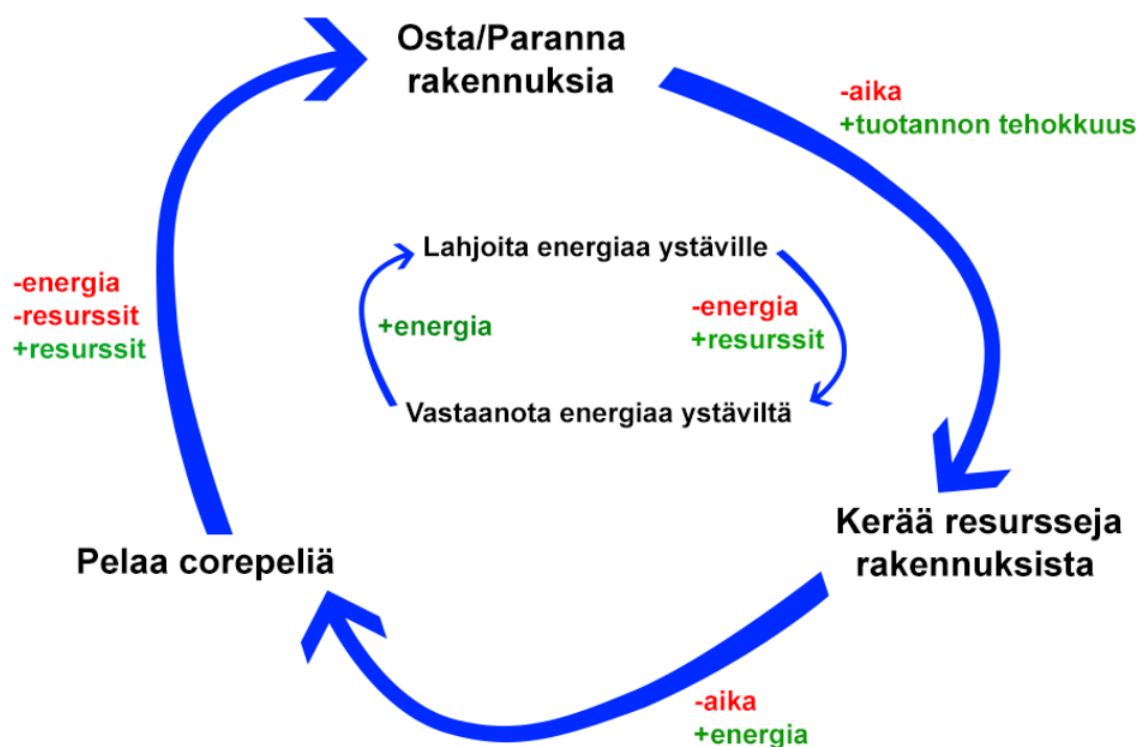 Osta/Paranna
rakennuksia
-aika
+tuotannon tehokkuus
Lahjoita energiaa ystäville
-energia
-resurssit
+resurssit
+energia
-energia
+resurssit
Vastaanota energiaa ystäviltä
Kerää resursseja
rakennuksista
Pelaa corepeliä
-aika
+energia